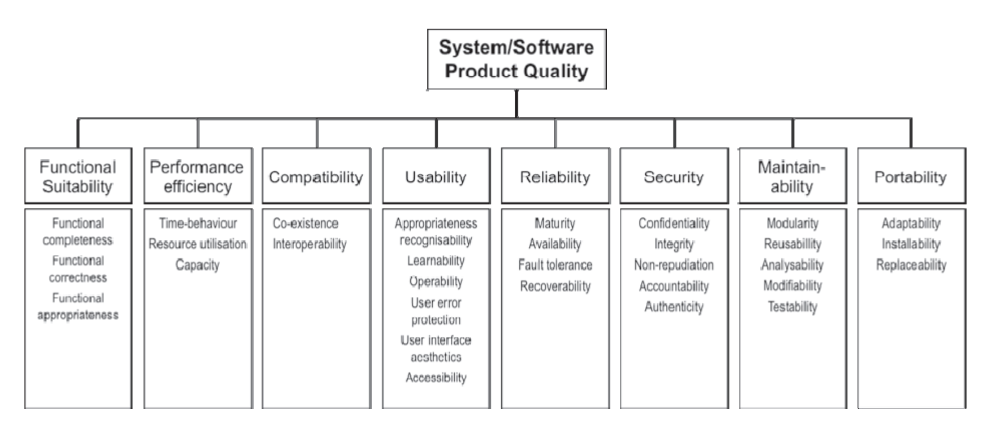 System/Software
Product Quality
Functional
Suitability
Performance
efficiency
Compatibility
Usability
Reliability
Security
Maintain-
ability
Portability
Functional
completeness
Functional
correctness
Functional
appropriateness
Time-behaviour
Resource utilisation
Capacity
Co-existence
Interoperability
Appropriateness
recognisability
Learnability
Operability
User error
protection
User interface
aesthetics
Accessibility
Maturity
Availability
Fault tolerance
Recoverability
Confidentiality
Integrity
Non-repudiation
Accountability
Authenticity
Modularity
Reusabillity
Analysability
Modifiability
Testability
Adaptability
Installability
Replaceability